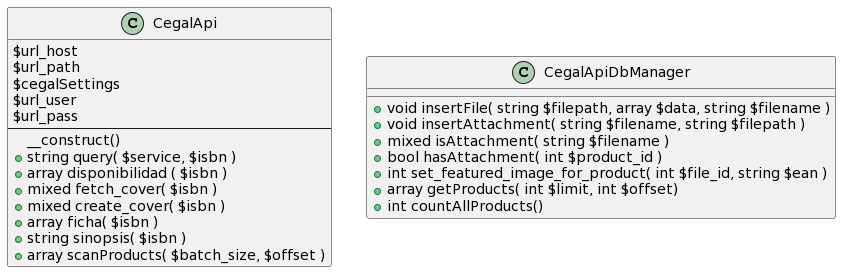 C CegalApi
$url_host
$url_path
$cegalSettings
$url_user
$url_pass
__construct()
string query( $service, $isbn )
array disponibilidad ( $isbn )
mixed fetch_cover( $isbn )
mixed create_cover( $isbn )
array ficha( $isbn )
string sinopsis( $isbn )
array scanProducts( $batch_size, $offset )
C CegalApiDbManager
void insertFile( string $filepath, array $data, string $filename )
void insertAttachment( string $filename, string $filepath )
mixed isAttachment( string $filename )
bool hasAttachment( int $product_id )
int set_featured_image_for_product( int $file_id, string $ean )
array getProducts( int $limit, int $offset)
int countAllProducts()